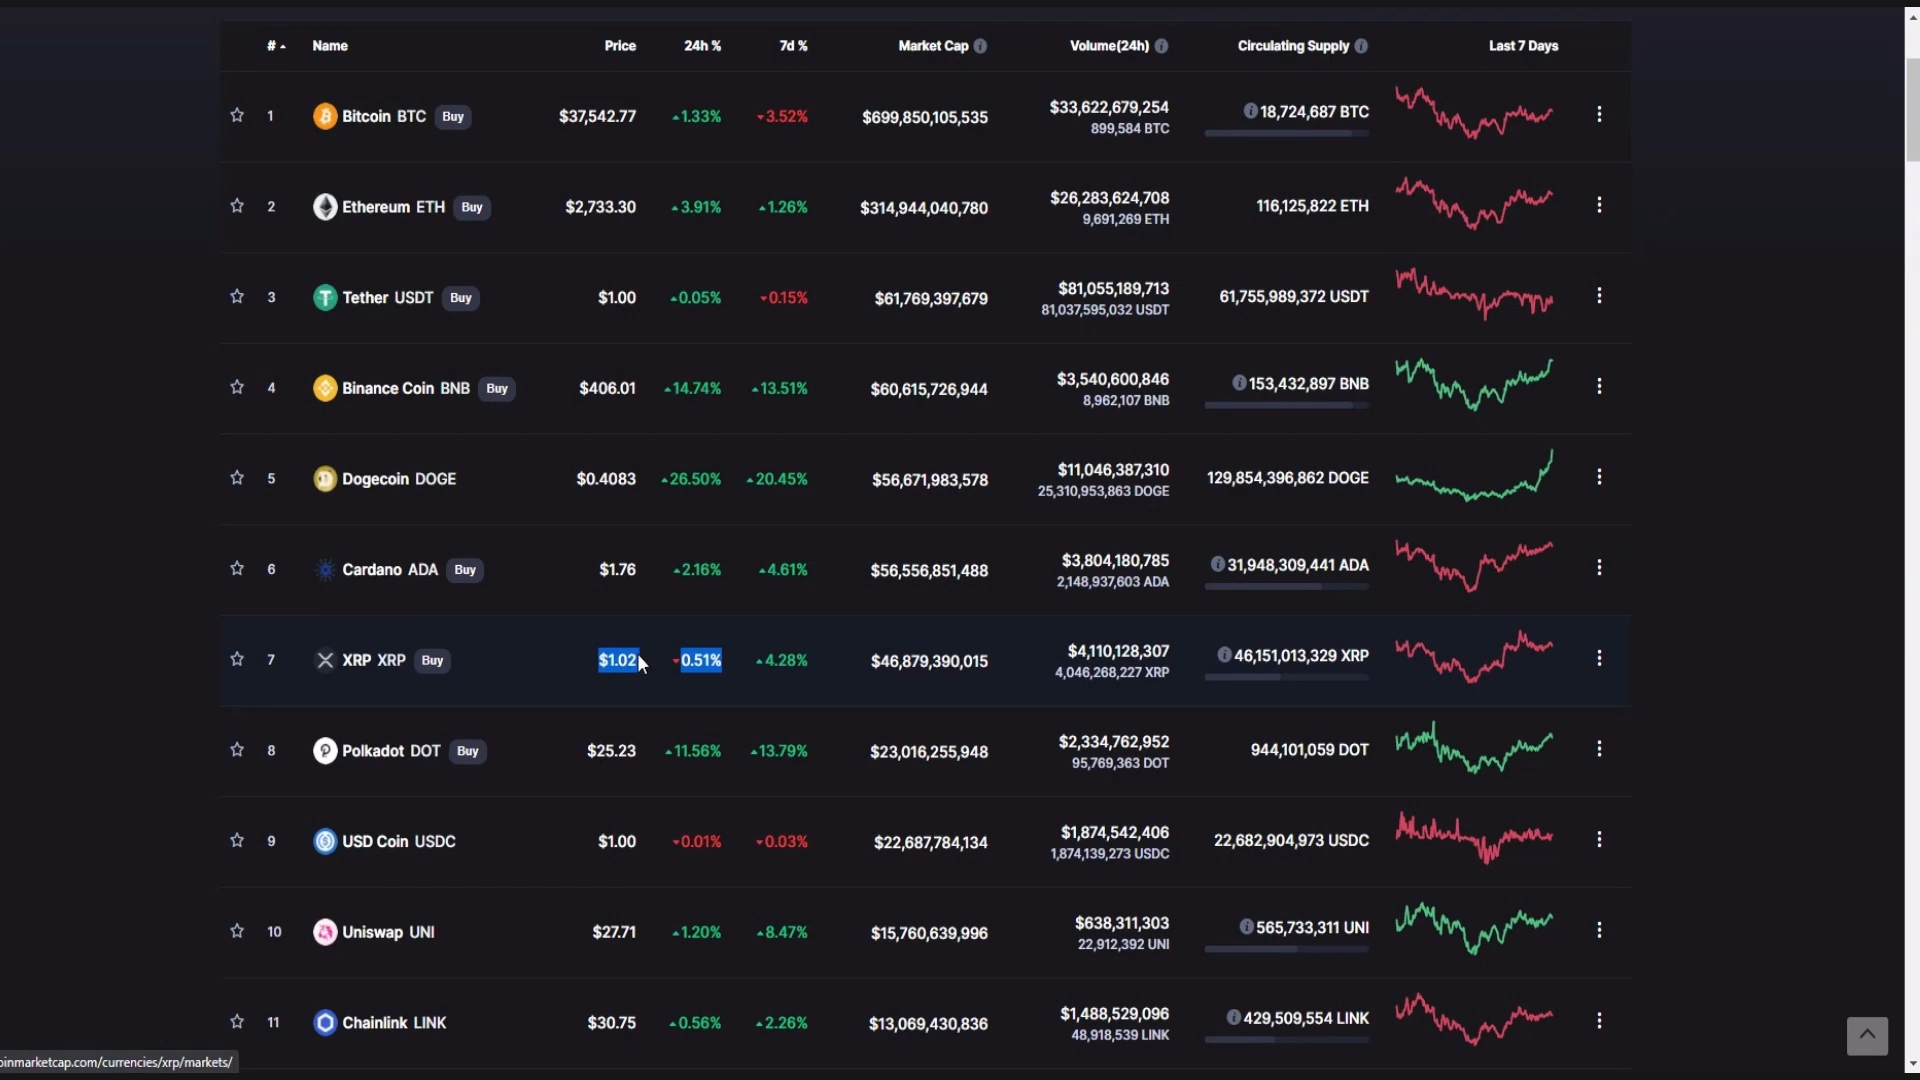 # Name Price 24h % 7d % Market Cap Volume(24h) Circulating Supply Last 7 Days
1 Bitcoin BTC Buy $37,542.77 1.33% 3.52% $699,850,105,535 $33,622,679,254 18,724,687 BTC
899,584 BTC
2 Ethereum ETH Buy $2,733.30 3.91% 1.26% $314,944,040,780 $26,283,624,708 116,125,822 ETH
9,691,269 ETH
3 Tether USDT Buy $1.00 0.05% 0.15% $61,769,397,679 $81,055,189,713 61,755,989,372 USDT
81,037,595,032 USDT
4 Binance Coin BNB Buy $406.01 14.74% 13.51% $60,615,726,944 $3,540,600,846 153,432,897 BNB
8,962,107 BNB
5 Dogecoin DOGE $0.4083 26.50% 20.45% $56,671,983,578 $11,046,387,310 129,854,396,862 DOGE
25,310,953,863 DOGE
6 Cardano ADA Buy $1.76 2.16% 4.61% $56,556,851,488 $3,804,180,785 31,948,309,441 ADA
2,148,937,603 ADA
7 XRP XRP Buy $1.02 0.51% 4.28% $46,879,390,015 $4,110,128,307 46,151,013,329 XRP
4,046,268,227 XRP
8 Polkadot DOT Buy $25.23 11.56% 13.79% $23,016,255,948 $2,334,762,952 944,101,059 DOT
95,769,363 DOT
9 USD Coin USDC $1.00 0.01% 0.03% $22,687,784,134 $1,874,542,406 22,682,904,973 USDC
1,874,139,273 USDC
10 Uniswap UNI $27.71 1.20% 8.47% $15,760,639,996 $638,311,303 565,733,311 UNI
22,912,392 UNI
11 Chainlink LINK $30.75 0.56% 2.26% $13,069,430,836 $1,488,529,096 429,509,554 LINK
48,918,539 LINK
oinmarketcap.com/currencies/xrp/markets/